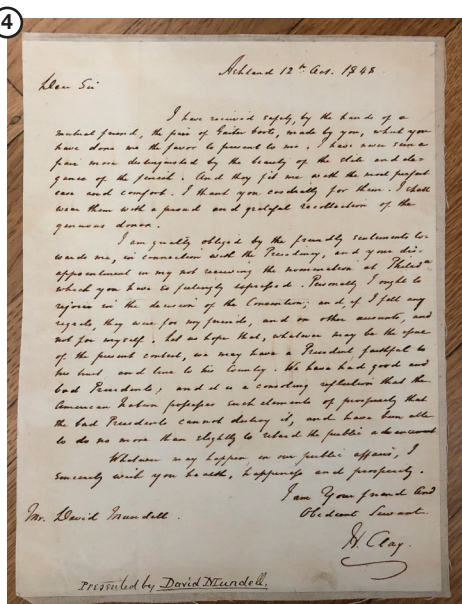 4
Ashland 12th Oct. 1848
Dear Sir
I have received safely, by the hands of a
mutual friend, the pair of Gaiter boots, made by you, which you
have done me the favor to present to me. I have never seen a
pair more distinguished by the beauty of the stitch and ele-
gance of the finish. And they fit me with the most perfect
ease and comfort. I thank you cordially for them. I shall
wear them with a proud and grateful recollection of the
generous donor.
I am greatly obliged by the friendly sentiments to-
wards me, in connection with the Presidency, and your dis-
appointment in my not receiving the nomination at Philada
which you have so feelingly expressed. Personally I ought to
rejoice in the decision of the Convention; and if I felt any
regrets, they were for my friends, and on other accounts, and
not for myself. Let us hope that, whatever may be the issue
of the present contest, we may have a President faithful to
his trust, and true to his Country. We have had good and
bad Presidents; and it is a consoling reflection that the
American Nation possesses such elements of prosperity that
the bad Presidents cannot destroy it, and have been able
to do no more than slightly to retard the public advancement
Whatever may happen in our public affairs, I
sincerely wish you health, happiness and prosperity.
I am Your friend and
Obedient Servant
Mr. David Mundell.
H. Clay.
Presented by David Mundell.